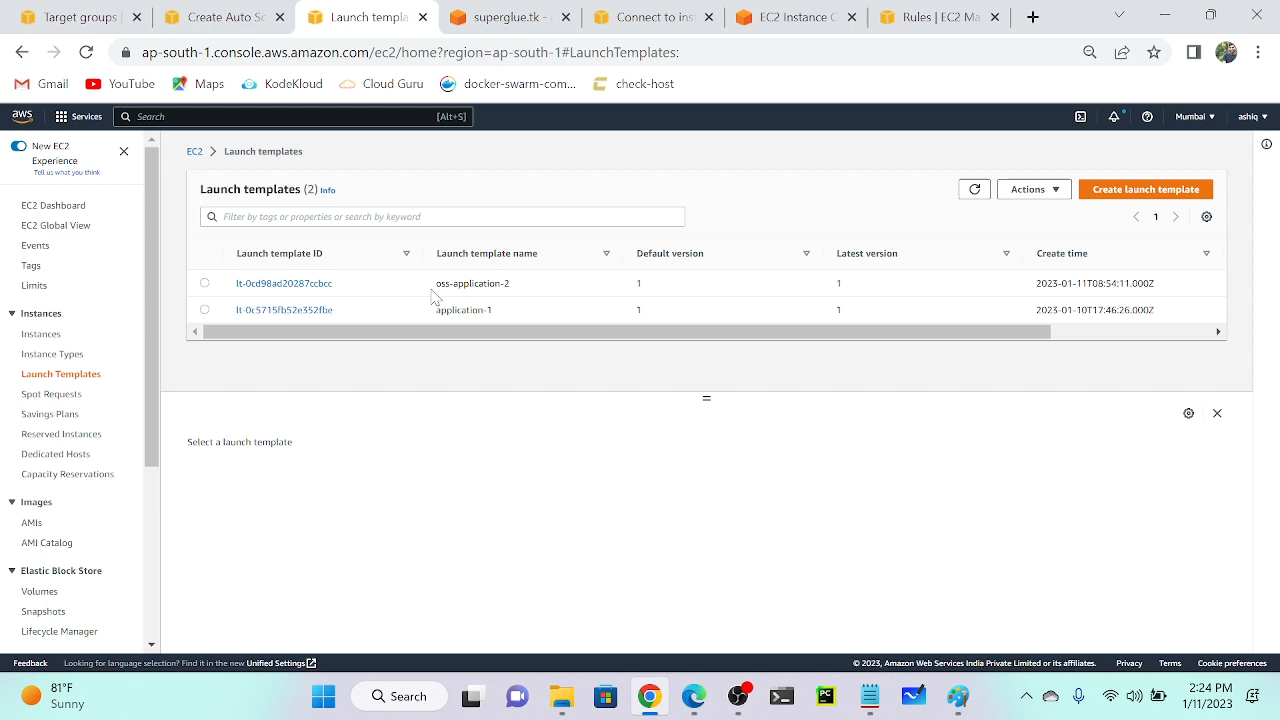 Target groups
Create Auto Sc
Launch templa
superglue.tk -
Connect to ins
EC2 Instance C
Rules | EC2 Ma
ap-south-1.console.aws.amazon.com/ec2/home?region=ap-south-1#LaunchTemplates:
Gmail YouTube Maps KodeKloud Cloud Guru docker-swarm-com... check-host
aws Services Search [Alt+S] Mumbai ashiq
New EC2
Experience
Tell us what you think
EC2 Dashboard
EC2 Global View
Events
Tags
Limits
Instances
Instances
Instance Types
Launch Templates
Spot Requests
Savings Plans
Reserved Instances
Dedicated Hosts
Capacity Reservations
Images
AMIs
AMI Catalog
Elastic Block Store
Volumes
Snapshots
Lifecycle Manager
EC2 > Launch templates
Launch templates (2) Info Actions Create launch template
Filter by tags or properties or search by keyword 1
Launch template ID Launch template name Default version Latest version Create time
lt-0cd98ad20287ccbcc oss-application-2 1 1 2023-01-11T08:54:11.000Z
lt-0c5715fb52e352fbe application-1 1 1 2023-01-10T17:46:26.000Z
Select a launch template
Feedback Looking for language selection? Find it in the new Unified Settings © 2023, Amazon Web Services India Private Limited or its affiliates. Privacy Terms Cookie preferences
81°F
Sunny
Search
PC
2:24 PM
1/11/2023